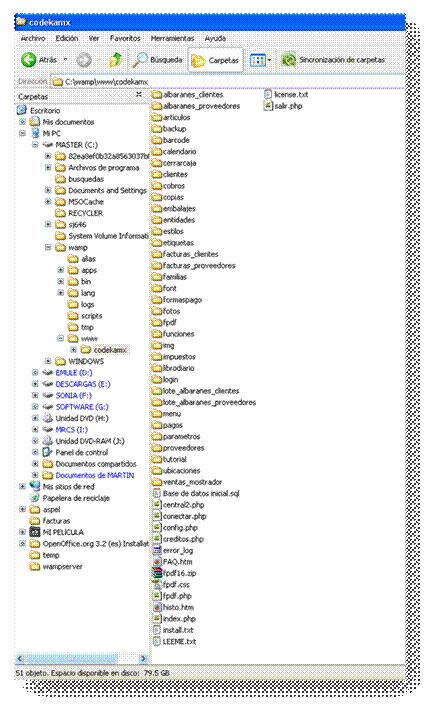 codekamx
Archivo Edición Ver Favoritos Herramientas Ayuda
Atrás Búsqueda Carpetas Sincronización de carpetas
Dirección C:\wamp\www\codekamx
Carpetas
Escritorio
Mis documentos
Mi PC
MASTER (C:)
82ea8ef0b32a8563037bl
Archivos de programa
busquedas
Documents and Settings
MSOCache
RECYCLER
sj646
System Volume Informati
wamp
alias
apps
bin
lang
logs
scripts
tmp
www
codekamx
WINDOWS
EMULE (D:)
DESCARGAS (E:)
SONIA (F:)
SOFTWARE (G:)
Unidad DVD (H:)
MRCS (I:)
Unidad DVD-RAM (J:)
Panel de control
Documentos compartidos
Documentos de MARTIN
Mis sitios de red
Papelera de reciclaje
aspel
facturas
MI PELÍCULA
OpenOffice.org 3.2 (es) Installat
temp
wampserver
albaranes_clientes
albaranes_proveedores
articulos
backup
barcode
calendario
cerrarcaja
clientes
cobros
copias
embalajes
entidades
estilos
etiquetas
facturas_clientes
facturas_proveedores
familias
font
formaspago
fotos
fpdf
funciones
img
impuestos
librodiario
login
lote_albaranes_clientes
lote_albaranes_proveedores
menu
pagos
parametros
proveedores
tutorial
ubicaciones
ventas_mostrador
Base de datos inicial.sql
central2.php
conectar.php
config.php
creditos.php
error_log
FAQ.htm
fpdf16.zip
fpdf.css
fpdf.php
histo.htm
index.php
install.txt
LEEME.txt
license.txt
salir.php
51 objeto. Espacio disponible en disco: 79.5 GB